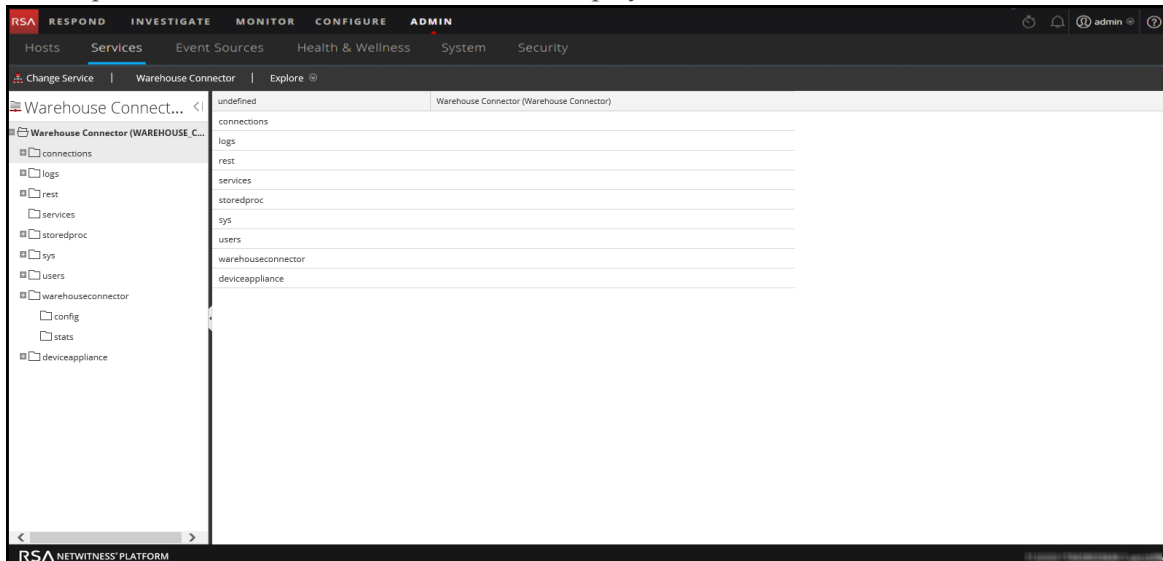 RSA RESPOND INVESTIGATE MONITOR CONFIGURE ADMIN admin
Hosts Services Event Sources Health & Wellness System Security
Change Service | Warehouse Connector | Explore
Warehouse Connect...
Warehouse Connector (WAREHOUSE_C...
connections
logs
rest
services
storedproc
sys
users
warehouseconnector
config
stats
deviceappliance
undefined Warehouse Connector (Warehouse Connector)
connections
logs
rest
services
storedproc
sys
users
warehouseconnector
deviceappliance
RSA NETWITNESS® PLATFORM